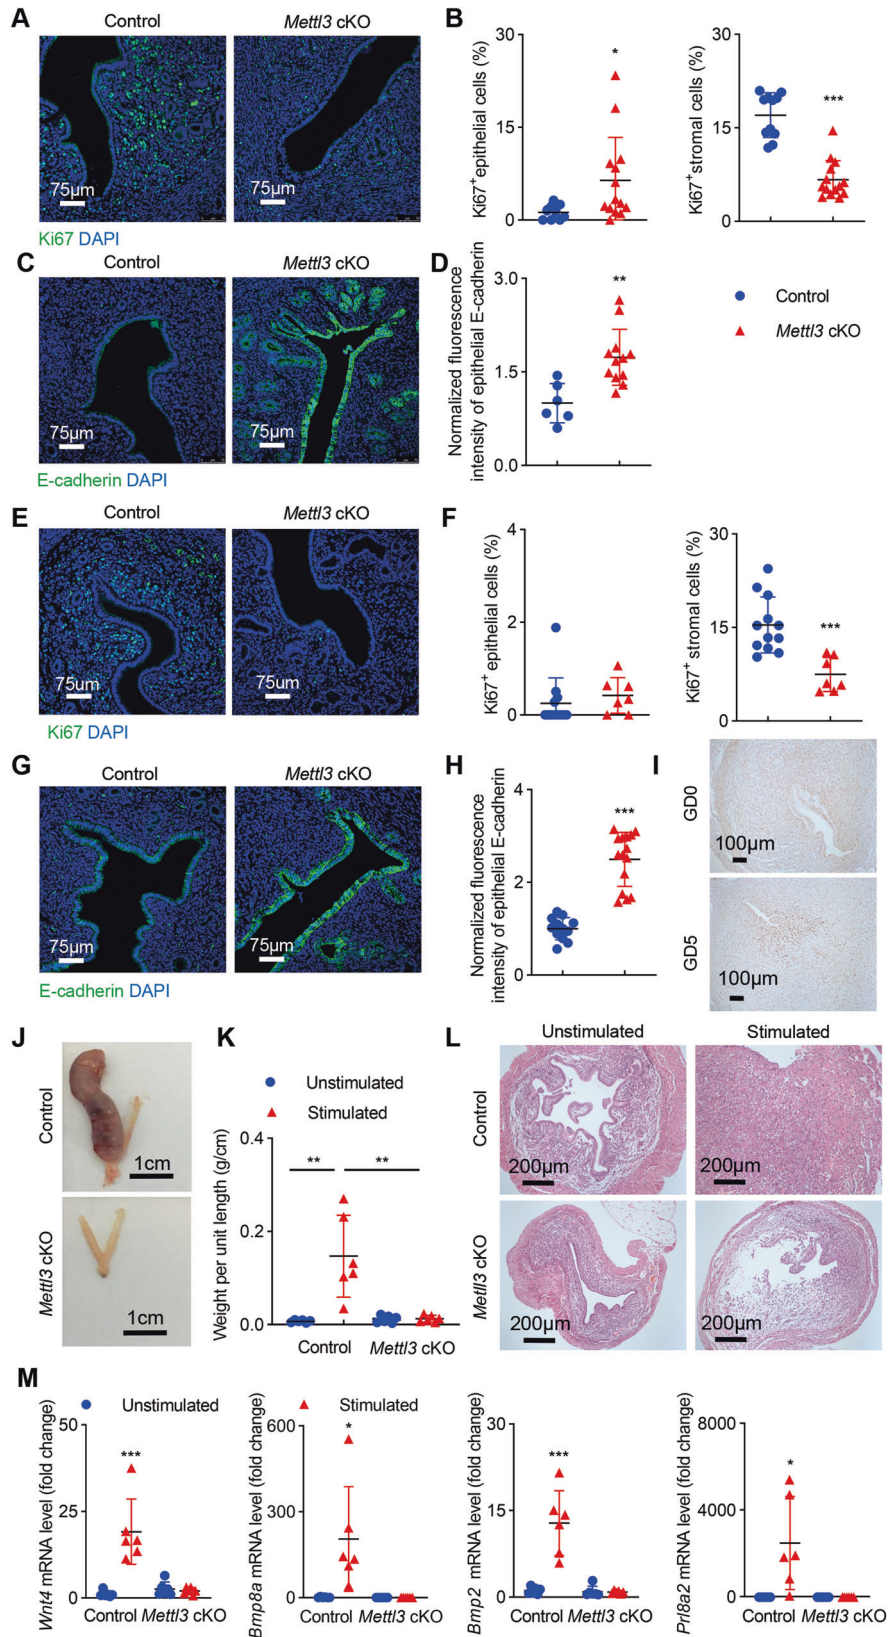 A
Control
Mettl3 cKO
75µm
75µm
Ki67 DAPI
B
Ki67+ epithelial cells (%)
30
15
0
*
Ki67+ stromal cells (%)
30
15
0
***
C
Control
Mettl3 cKO
75µm
75µm
E-cadherin DAPI
D
Normalized fluorescence
intensity of epithelial E-cadherin
3.0
1.5
0.0
**
Control
Mettl3 cKO
E
Control
Mettl3 cKO
75um
75um
Ki67 DAPI
F
Ki67+ epithelial cells (%)
4
2
0
Ki67+ stromal cells (%)
30
15
0
***
G
Control
Mettl3 cKO
75µm
75µm
E-cadherin DAPI
H
Normalized fluorescence
intensity of epithelial E-cadherin
4
2
0
***
I
GD0
100µm
GD5
100µm
J
Control
1cm
Mettl3 cKO
1cm
K
Unstimulated
Stimulated
Weight per unit length (g/cm)
0.4
0.2
0.0
**
**
Control Mettl3 cKO
L
Unstimulated
Stimulated
Control
200µm
200µm
Mettl3 cKO
200µm
200µm
M
Unstimulated
Stimulated
Wnt4 mRNA level (fold change)
50
25
0
***
Control Mettl3 cKO
Bmp8a mRNA level (fold change)
600
300
0
*
Control Mettl3 cKO
Bmp2 mRNA level (fold change)
30
15
0
***
Control Mettl3 cKO
Prl8a2 mRNA level (fold change)
8000
4000
0
*
Control Mettl3 cKO